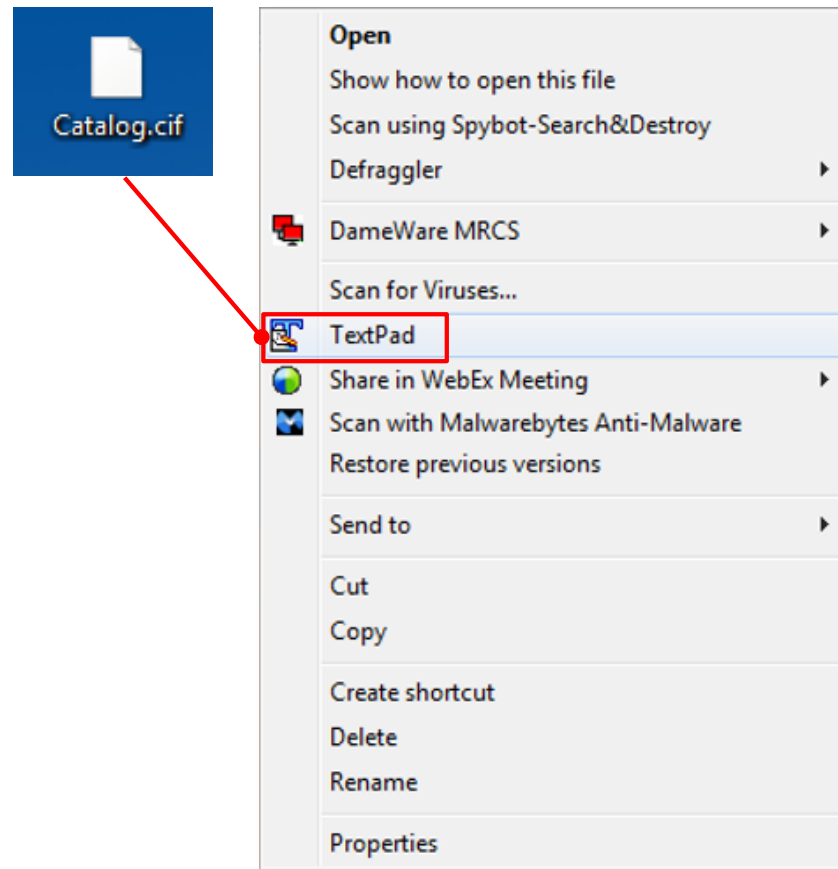 Catalog.cif
Open
Show how to open this file
Scan using Spybot-Search&Destroy
Defraggler
DameWare MRCS
Scan for Viruses...
TextPad
Share in WebEx Meeting
Scan with Malwarebytes Anti-Malware
Restore previous versions
Send to
Cut
Copy
Create shortcut
Delete
Rename
Properties